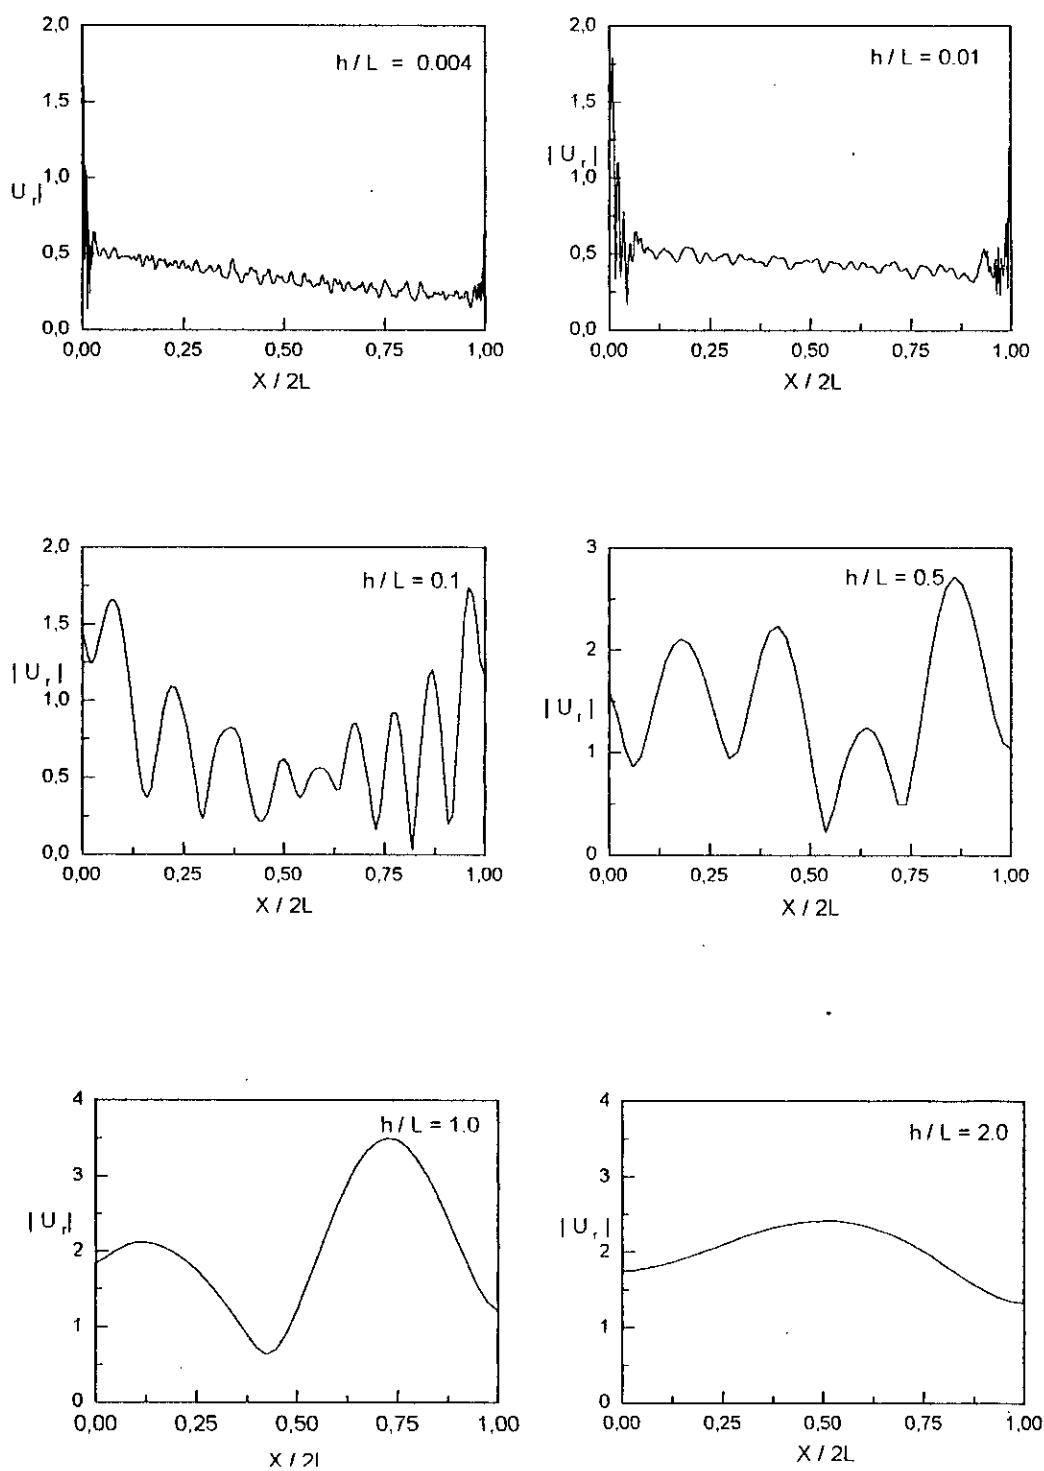 2,0
1,5
1,0
0,5
0,0
U r|
h / L = 0.004
0,00 0,25 0,50 0,75 1,00
X / 2L
2,0
1,5
1,0
0,5
0,0
| U r |
h / L = 0.01
0,00 0,25 0,50 0,75 1,00
X / 2L
2,0
1,5
1,0
0,5
0,0
| U r |
h / L = 0.1
0,00 0,25 0,50 0,75 1,00
X / 2L
3
2
1
0
| U r |
h / L = 0.5
0,00 0,25 0,50 0,75 1,00
X / 2L
4
3
2
1
0
| U r|
h / L = 1.0
0,00 0,25 0,50 0,75 1,00
X / 2L
4
3
2
1
0
| U r |
h / L = 2.0
0,00 0,25 0,50 0,75 1,00
X / 2L